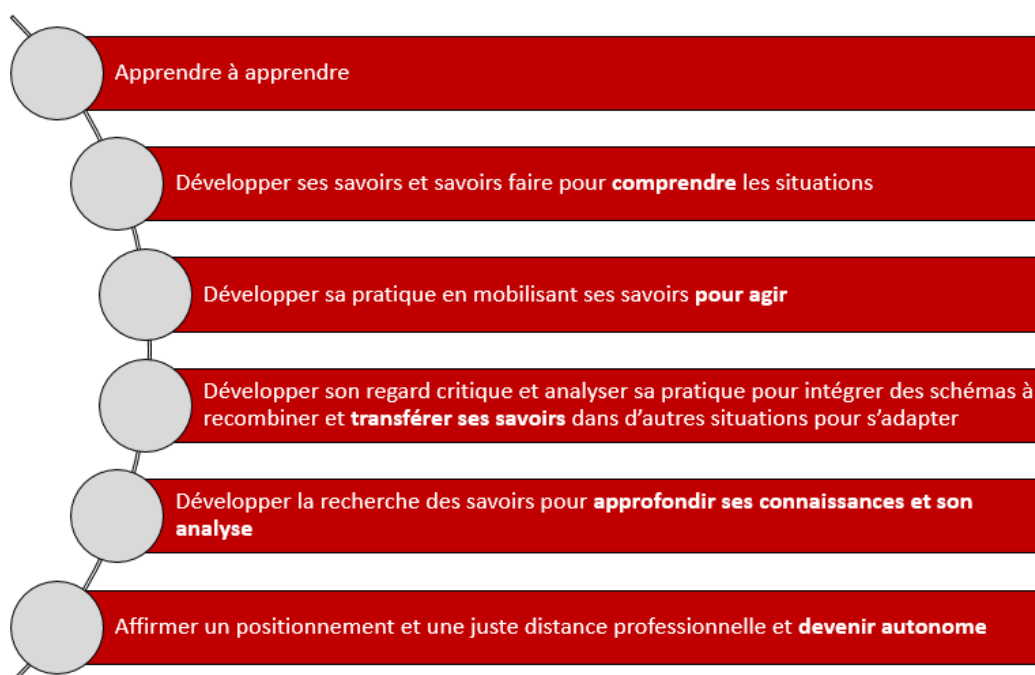 Apprendre à apprendre
Développer ses savoirs et savoirs faire pour comprendre les situations
Développer sa pratique en mobilisant ses savoirs pour agir
Développer son regard critique et analyser sa pratique pour intégrer des schémas à
recombiner et transférer ses savoirs dans d’autres situations pour s’adapter
Développer la recherche des savoirs pour approfondir ses connaissances et son
analyse
Affirmer un positionnement et une juste distance professionnelle et devenir autonome